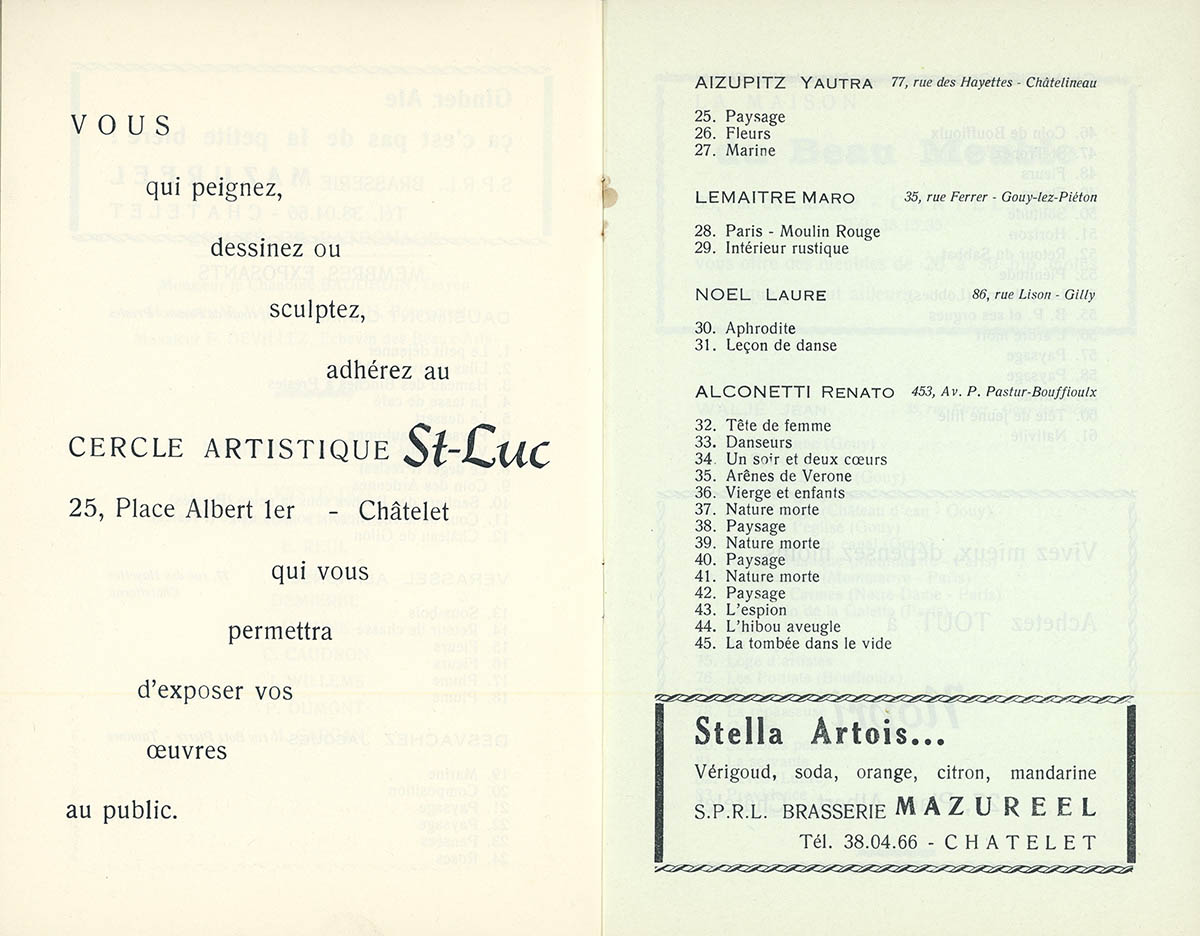 VOUS
qui peignez,
dessinez ou
sculptez,
adhérez au
CERCLE ARTISTIQUE St-Luc
25, Place Albert 1er - Châtelet
qui vous
permettra
d'exposer vos
œuvres
au public.
AIZUPITZ YAUTRA 77, rue des Hayettes - Châtelineau
25. Paysage
26. Fleurs
27. Marine
LEMAITRE MARO 35, rue Ferrer - Gouy-lez-Piéton
28. Paris - Moulin Rouge
29. Intérieur rustique
NOEL LAURE 86, rue Lison - Gilly
30. Aphrodite
31. Leçon de danse
ALCONETTI RENATO 453, Av. P. Pastur-Bouffioulx
32. Tête de femme
33. Danseurs
34. Un soir et deux cœurs
35. Arênes de Verone
36. Vierge et enfants
37. Nature morte
38. Paysage
39. Nature morte
40. Paysage
41. Nature morte
42. Paysage
43. L'espion
44. L'hibou aveugle
45. La tombée dans le vide
Stella Artois...
Vérigoud, soda, orange, citron, mandarine
S.P.R.L. BRASSERIE MAZUREEL
Tél. 38.04.66 - CHATELET